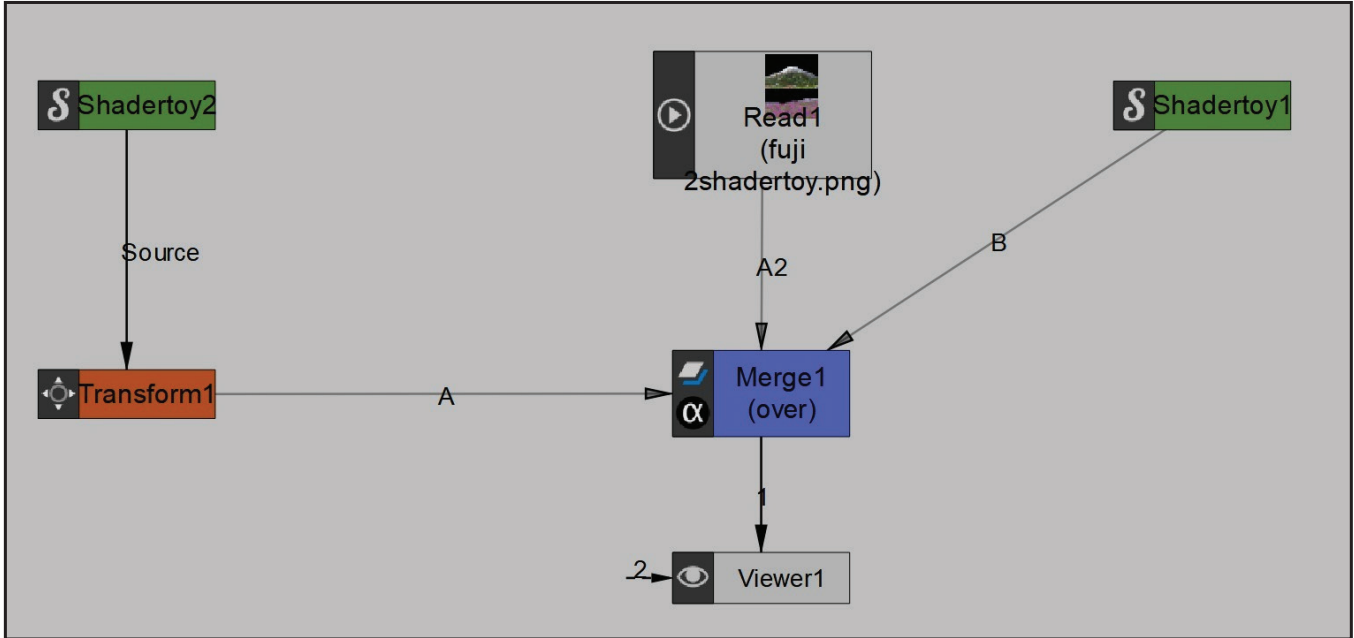 Shadertoy2
Read1
(fuji
2shadertoy.png)
Shadertoy1
Source
A2
B
Transform1
A
Merge1
(over)
α
1
2
Viewer1